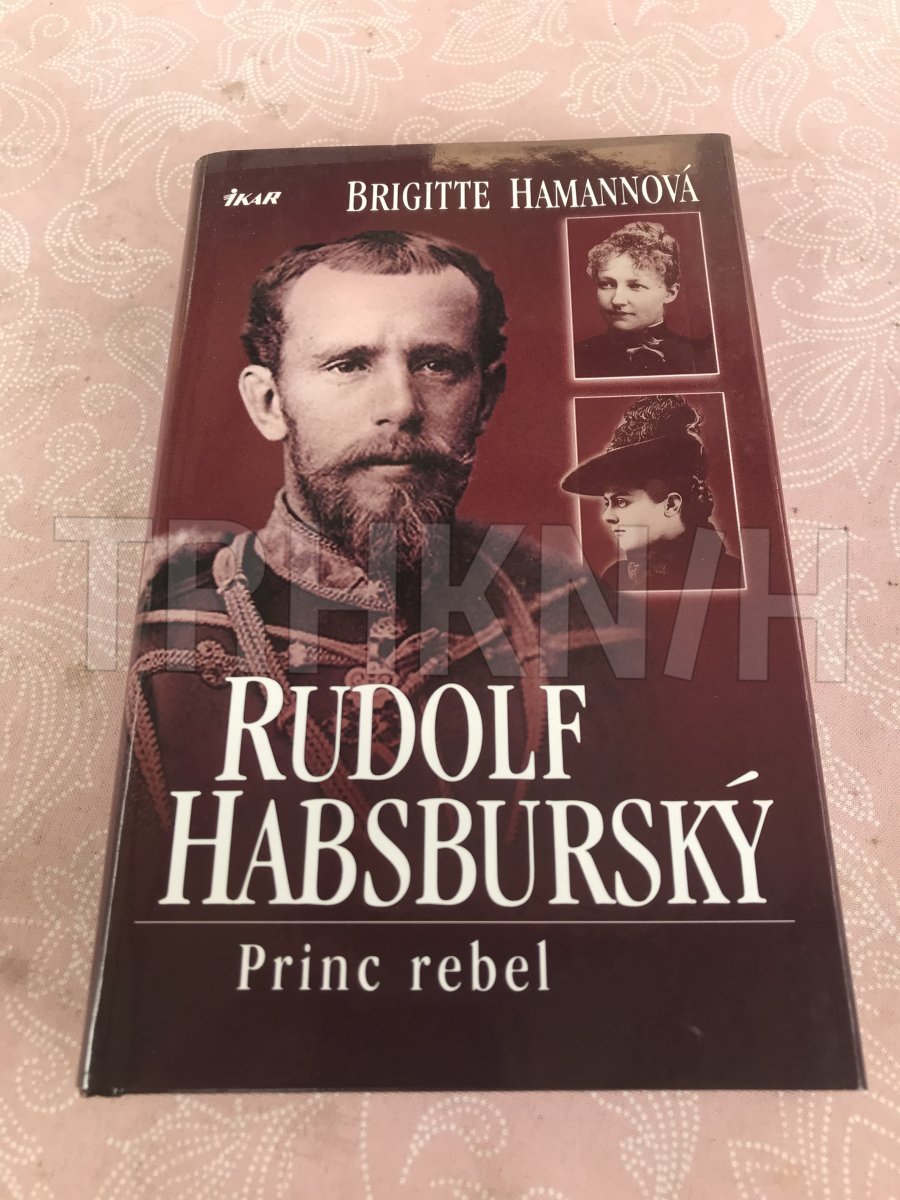 iKAR
BRIGITTE HAMANNOVÁ
TRHKNIH
RUDOLF
HABSBURSKÝ
Princ rebel